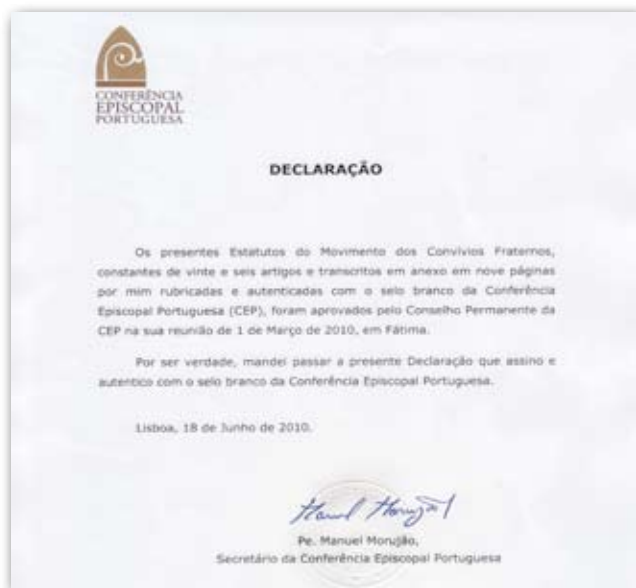 CONFERÊNCIA
EPISCOPAL
PORTUGUESA
DECLARAÇÃO
Os presentes Estatutos do Movimento dos Convívios Fraternos,
constantes de vinte e seis artigos e transcritos em anexo em nove páginas
por mim rubricadas e autenticadas com o selo branco da Conferência
Episcopal Portuguesa (CEP), foram aprovados pelo Conselho Permanente da
CEP na sua reunião de 1 de Março de 2010, em Fátima.
Por ser verdade, mandei passar a presente Declaração que assino e
autentico com o selo branco da Conferência Episcopal Portuguesa.
Lisboa, 18 de Junho de 2010.
Manuel Morujão
Pe. Manuel Morujão,
Secretário da Conferência Episcopal Portuguesa